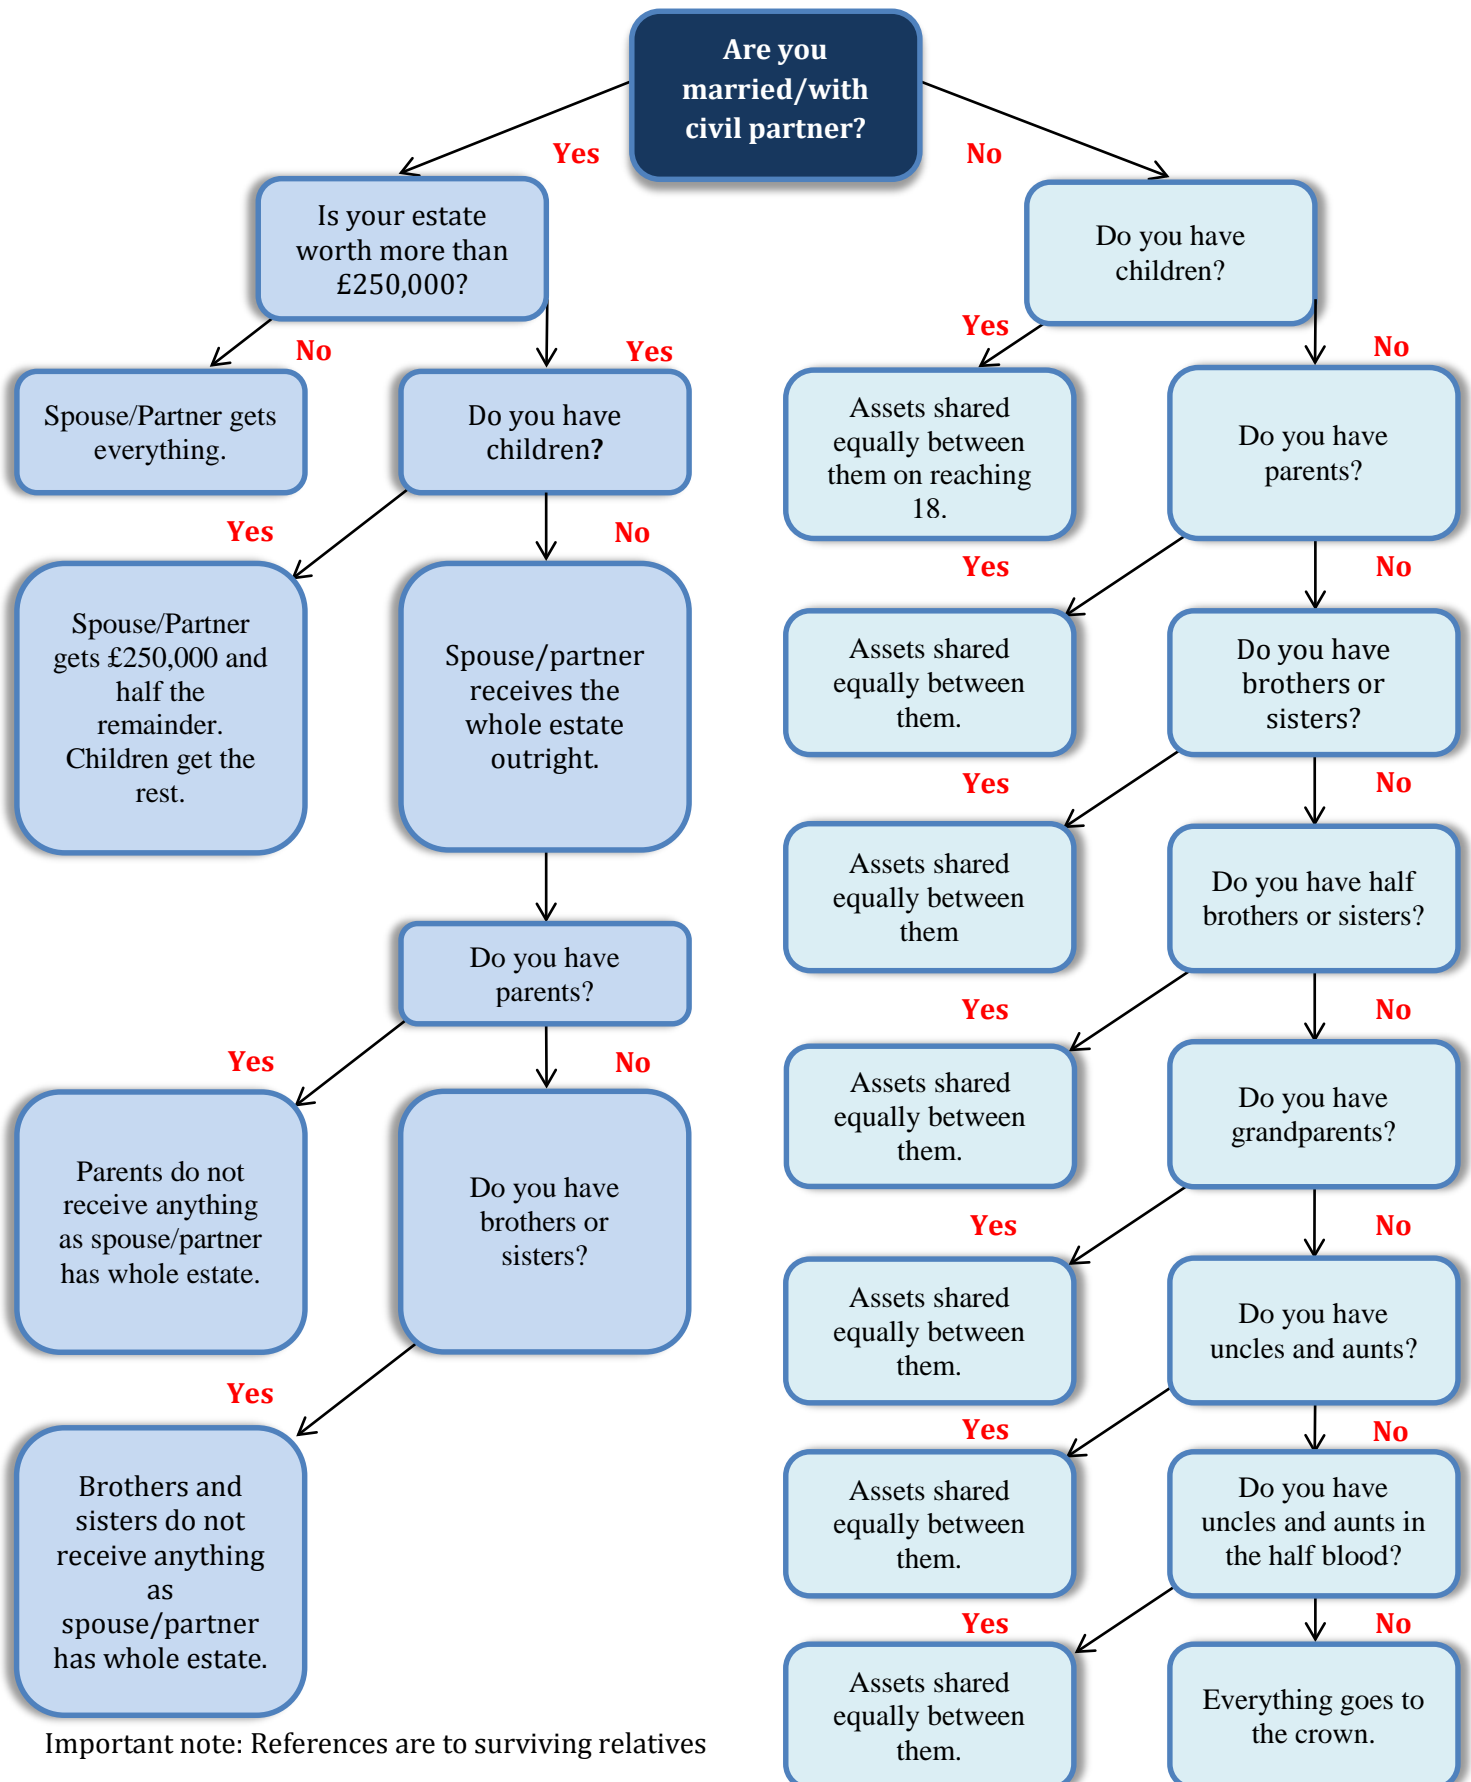 Are you
married/with
civil partner?
Yes
No
Is your estate
worth more than
£250,000?
Do you have
children?
No
Yes
Yes
No
Spouse/Partner gets
everything.
Do you have
children?
Assets shared
equally between
them on reaching
18.
Do you have
parents?
Yes
No
Yes
No
Spouse/Partner
gets £250,000 and
half the
remainder.
Children get the
rest.
Spouse/partner
receives the
whole estate
outright.
Assets shared
equally between
them.
Do you have
brothers or
sisters?
Yes
No
Assets shared
equally between
them
Do you have half
brothers or sisters?
Do you have
parents?
Yes
No
Yes
No
Assets shared
equally between
them.
Do you have
grandparents?
Parents do not
receive anything
as spouse/partner
has whole estate.
Do you have
brothers or
sisters?
Yes
No
Assets shared
equally between
them.
Do you have
uncles and aunts?
Yes
Yes
No
Brothers and
sisters do not
receive anything
as
spouse/partner
has whole estate.
Assets shared
equally between
them.
Do you have
uncles and aunts in
the half blood?
Yes
No
Assets shared
equally between
them.
Everything goes to
the crown.
Important note: References are to surviving relatives